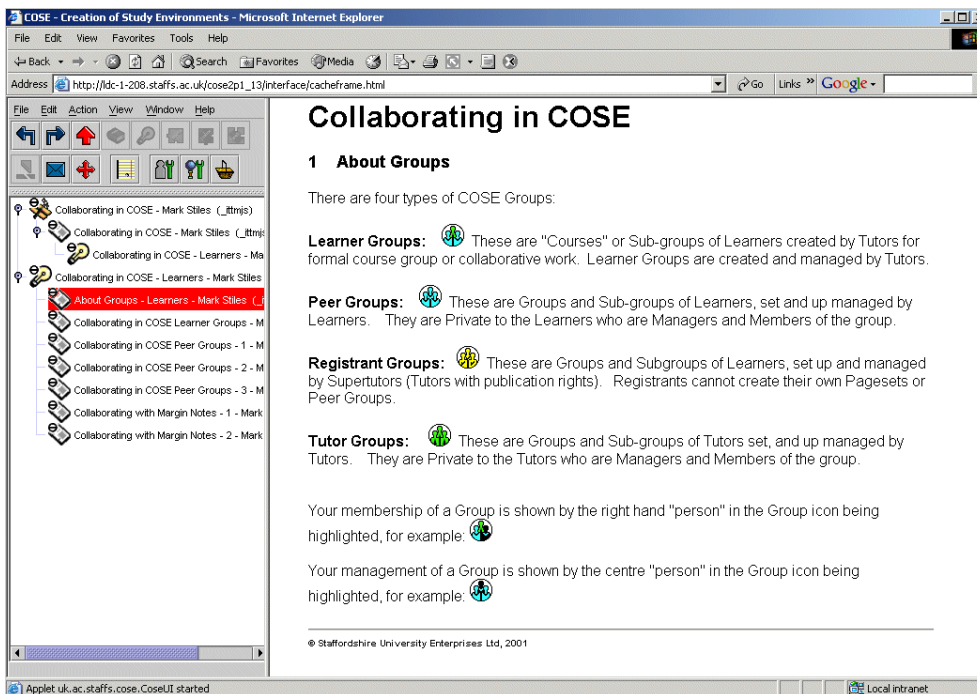 COSE - Creation of Study Environments - Microsoft Internet Explorer
File Edit View Favorites Tools Help
Back Search Favorites Media
Address http://ldc-1-208.staffs.ac.uk/cose2p1_13/interface/cacheframe.html Go Links » Google
File Edit Action View Window Help
Collaborating in COSE - Mark Stiles (_ittmjs)
Collaborating in COSE - Mark Stiles (_ittmjs
Collaborating in COSE - Learners - Ma
Collaborating in COSE - Learners - Mark Stiles
About Groups - Learners - Mark Stiles (_i
Collaborating in COSE Learner Groups - M
Collaborating in COSE Peer Groups - 1 - M
Collaborating in COSE Peer Groups - 2 - M
Collaborating in COSE Peer Groups - 3 - M
Collaborating with Margin Notes - 1 - Mark
Collaborating with Margin Notes - 2 - Mark
Collaborating in COSE
1 About Groups
There are four types of COSE Groups:
Learner Groups: These are "Courses" or Sub-groups of Learners created by Tutors for
formal course group or collaborative work. Learner Groups are created and managed by Tutors.
Peer Groups: These are Groups and Sub-groups of Learners, set and up managed by
Learners. They are Private to the Learners who are Managers and Members of the group.
Registrant Groups: These are Groups and Subgroups of Learners, set up and managed
by Supertutors (Tutors with publication rights). Registrants cannot create their own Pagesets or
Peer Groups.
Tutor Groups: These are Groups and Sub-groups of Tutors set, and up managed by
Tutors. They are Private to the Tutors who are Managers and Members of the group.
Your membership of a Group is shown by the right hand "person" in the Group icon being
highlighted, for example:
Your management of a Group is shown by the centre "person" in the Group icon being
highlighted, for example:
© Staffordshire University Enterprises Ltd, 2001
Applet uk.ac.staffs.cose.CoseUI started Local intranet